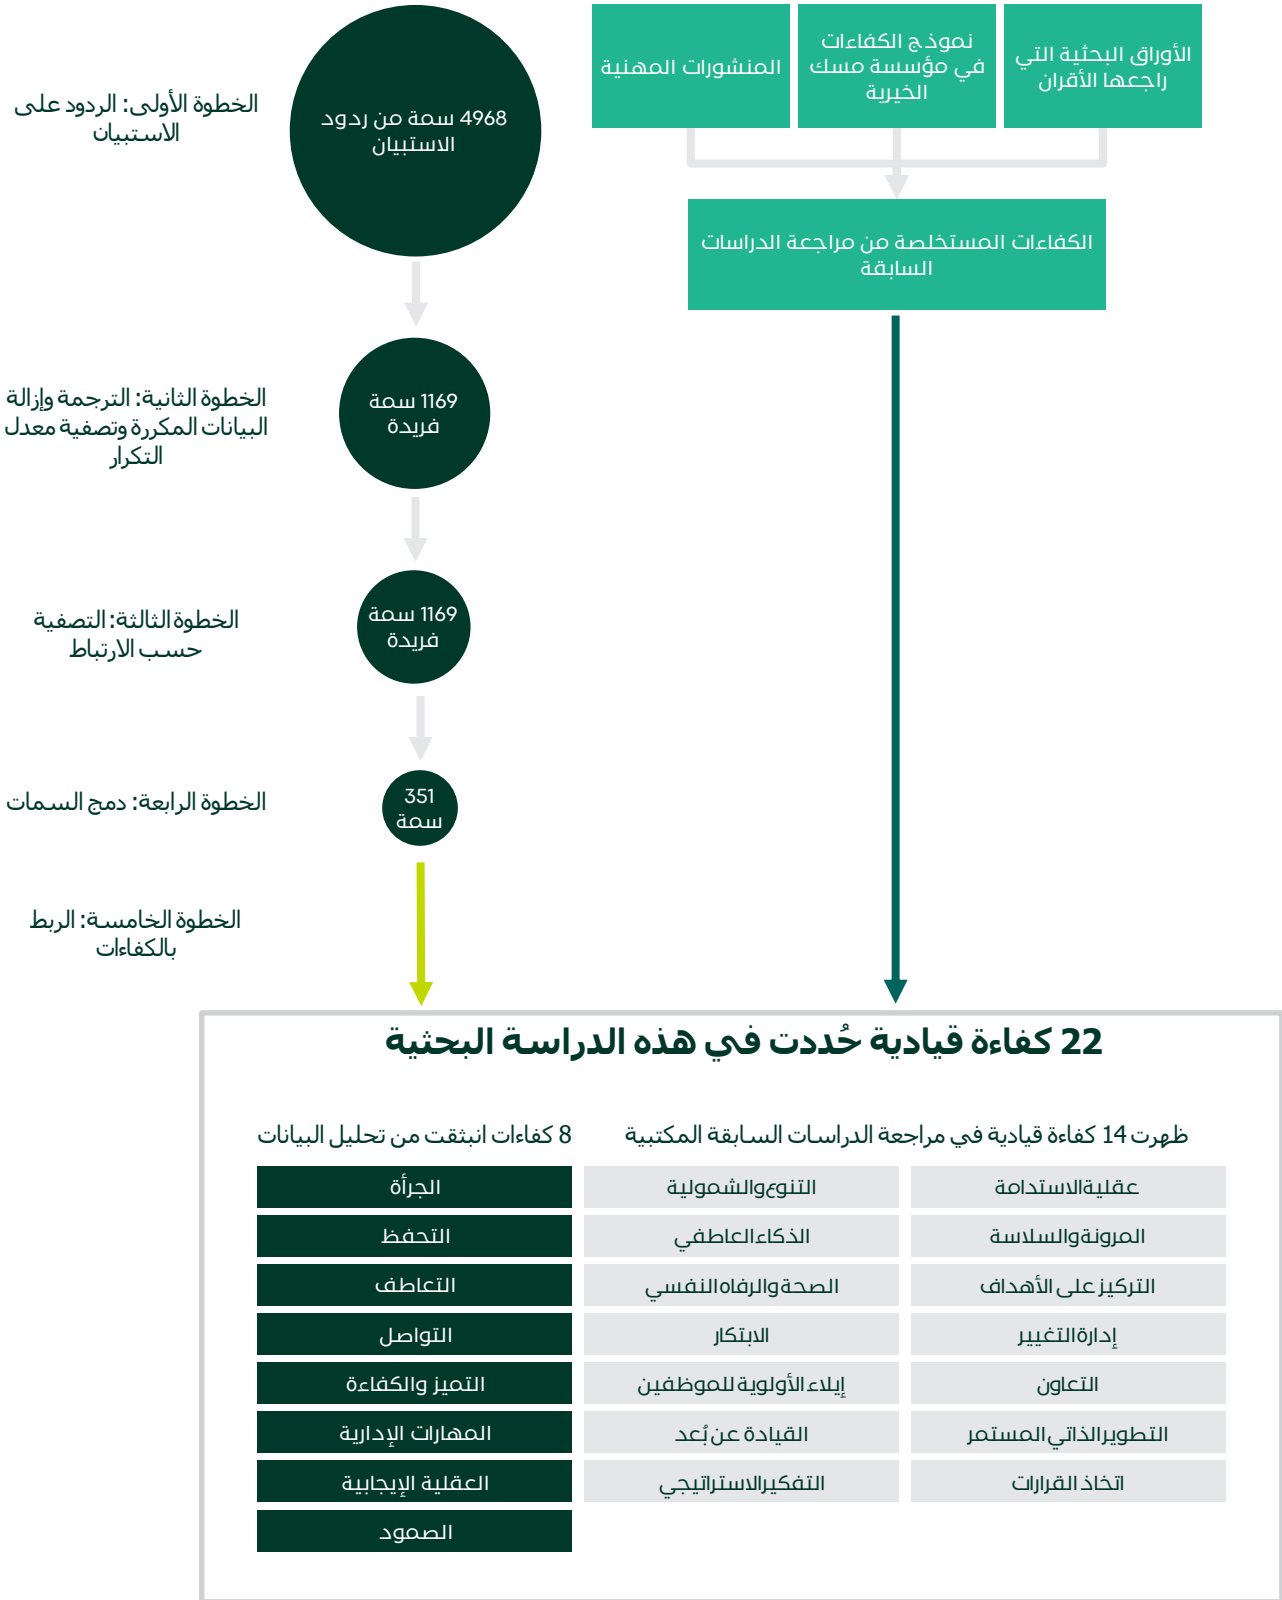 الأوراق البحثية التي
راجعها الأقران
نموذج الكفاءات
في مؤسسة مسك
الخيرية
المنشورات المهنية
الكفاءات المستخلصة من مراجعة الدراسات
السابقة
4968 سمة من ردود
الاستبيان
الخطوة الأولى: الردود على
الاستبيان
1169 سمة
فريدة
الخطوة الثانية: الترجمة وإزالة
البيانات المكررة وتصفية معدل
التكرار
1169 سمة
فريدة
الخطوة الثالثة: التصفية
حسب الارتباط
351
سمة
الخطوة الرابعة: دمج السمات
الخطوة الخامسة: الربط
بالكفاءات
22 كفاءة قيادية حُددت في هذه الدراسة البحثية
ظهرت 14 كفاءة قيادية في مراجعة الدراسات السابقة المكتبية
عقلية الاستدامة
المرونة والسلاسة
التركيز على الأهداف
إدارة التغيير
التعاون
التطوير الذاتي المستمر
اتخاذ القرارات
التنوع والشمولية
الذكاء العاطفي
الصحة والرفاه النفسي
الابتكار
إيلاء الأولوية للموظفين
القيادة عن بُعد
التفكير الاستراتيجي
8 كفاءات انبثقت من تحليل البيانات
الجرأة
التحفظ
التعاطف
التواصل
التميز والكفاءة
المهارات الإدارية
العقلية الإيجابية
الصمود